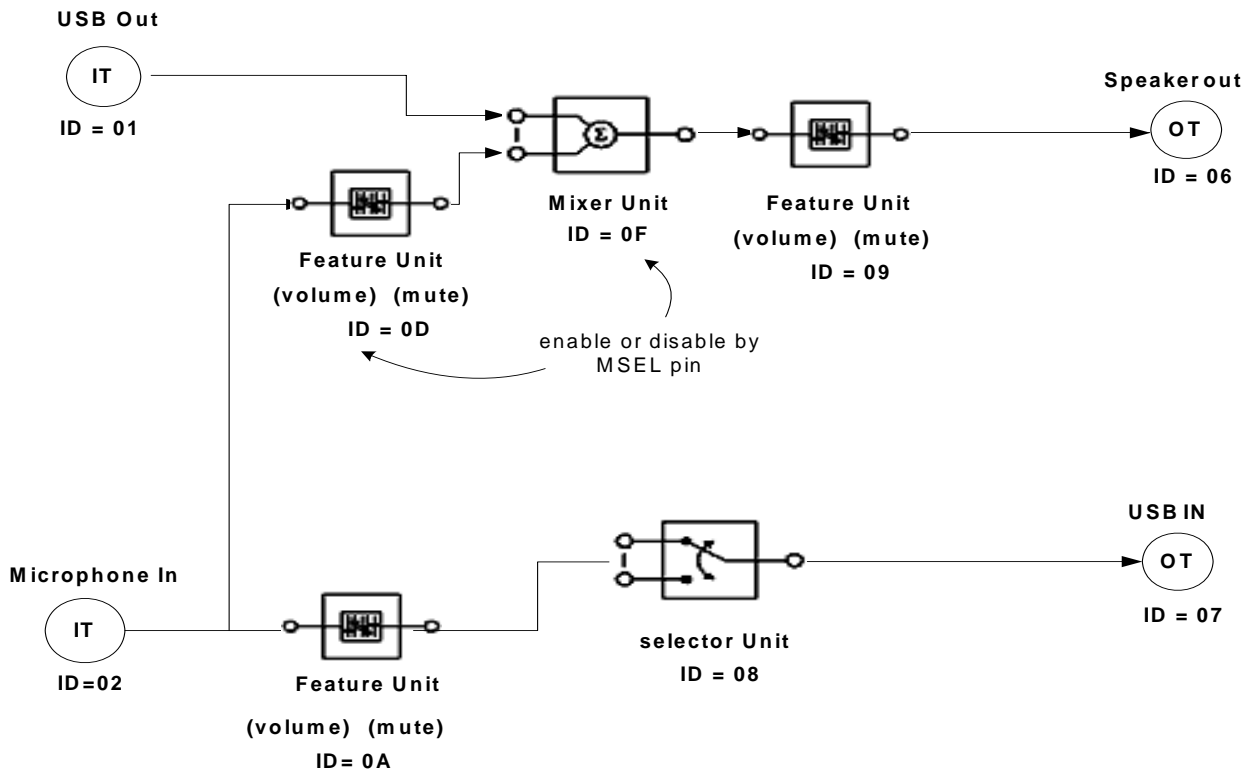 USB Out
IT
ID = 01
Speaker out
OT
ID = 06
Σ
Mixer Unit
ID = 0F
Feature Unit
(volume) (mute)
ID = 09
Feature Unit
(volume) (mute)
ID = 0D
enable or disable by
MSEL pin
USB IN
OT
ID = 07
Microphone In
IT
ID=02
Feature Unit
(volume) (mute)
ID= 0A
selector Unit
ID = 08